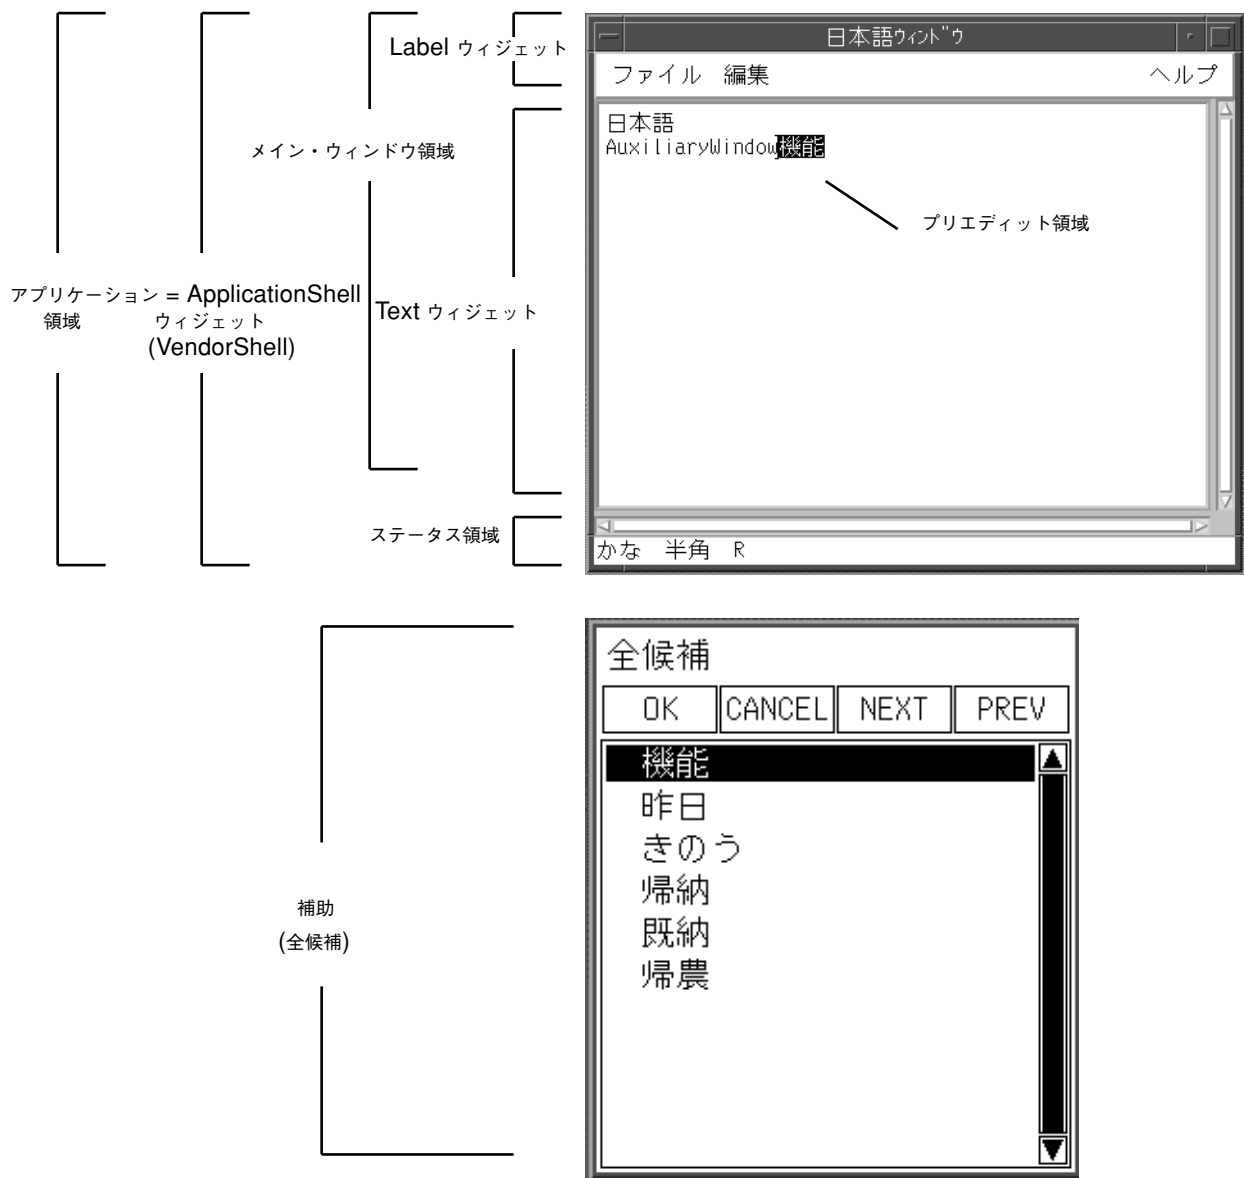 Label ウィジェット
メイン・ウィンドウ領域
アプリケーション = ApplicationShell
領域 ウィジェット
(VendorShell)
Text ウィジェット
ステータス領域
日本語ｳｨﾝﾄﾞｳ
ファイル 編集 ヘルプ
日本語
AuxiliaryWindow機能
プリエディット領域
かな 半角 R
補助
(全候補)
全候補
OK CANCEL NEXT PREV
機能
昨日
きのう
帰納
既納
帰農